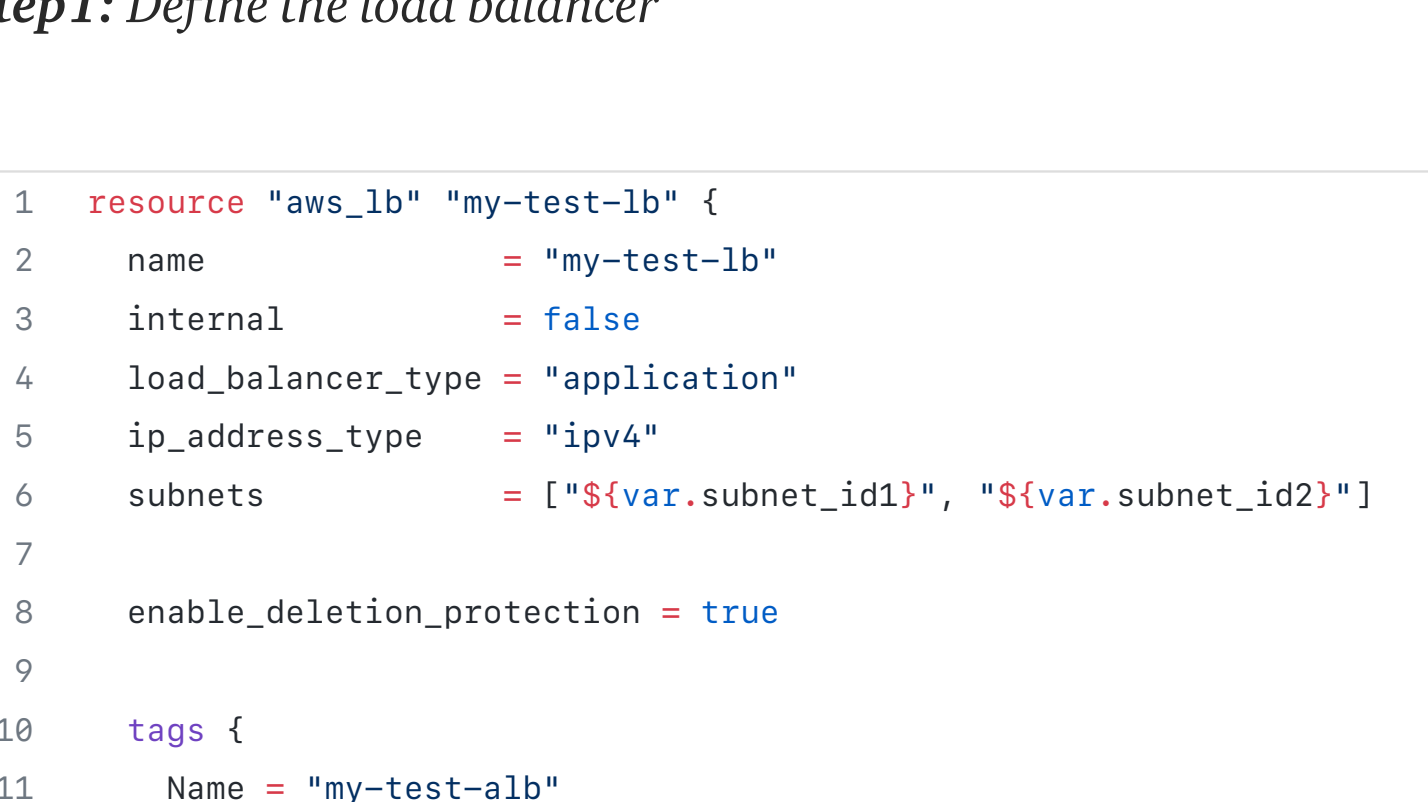 tep1: Define the load balancer
1 resource "aws_lb" "my-test-lb" {
2   name               = "my-test-lb"
3   internal           = false
4   load_balancer_type = "application"
5   ip_address_type    = "ipv4"
6   subnets            = ["${var.subnet_id1}", "${var.subnet_id2}"]
7
8   enable_deletion_protection = true
9
10   tags {
11     Name = "my-test-alb"